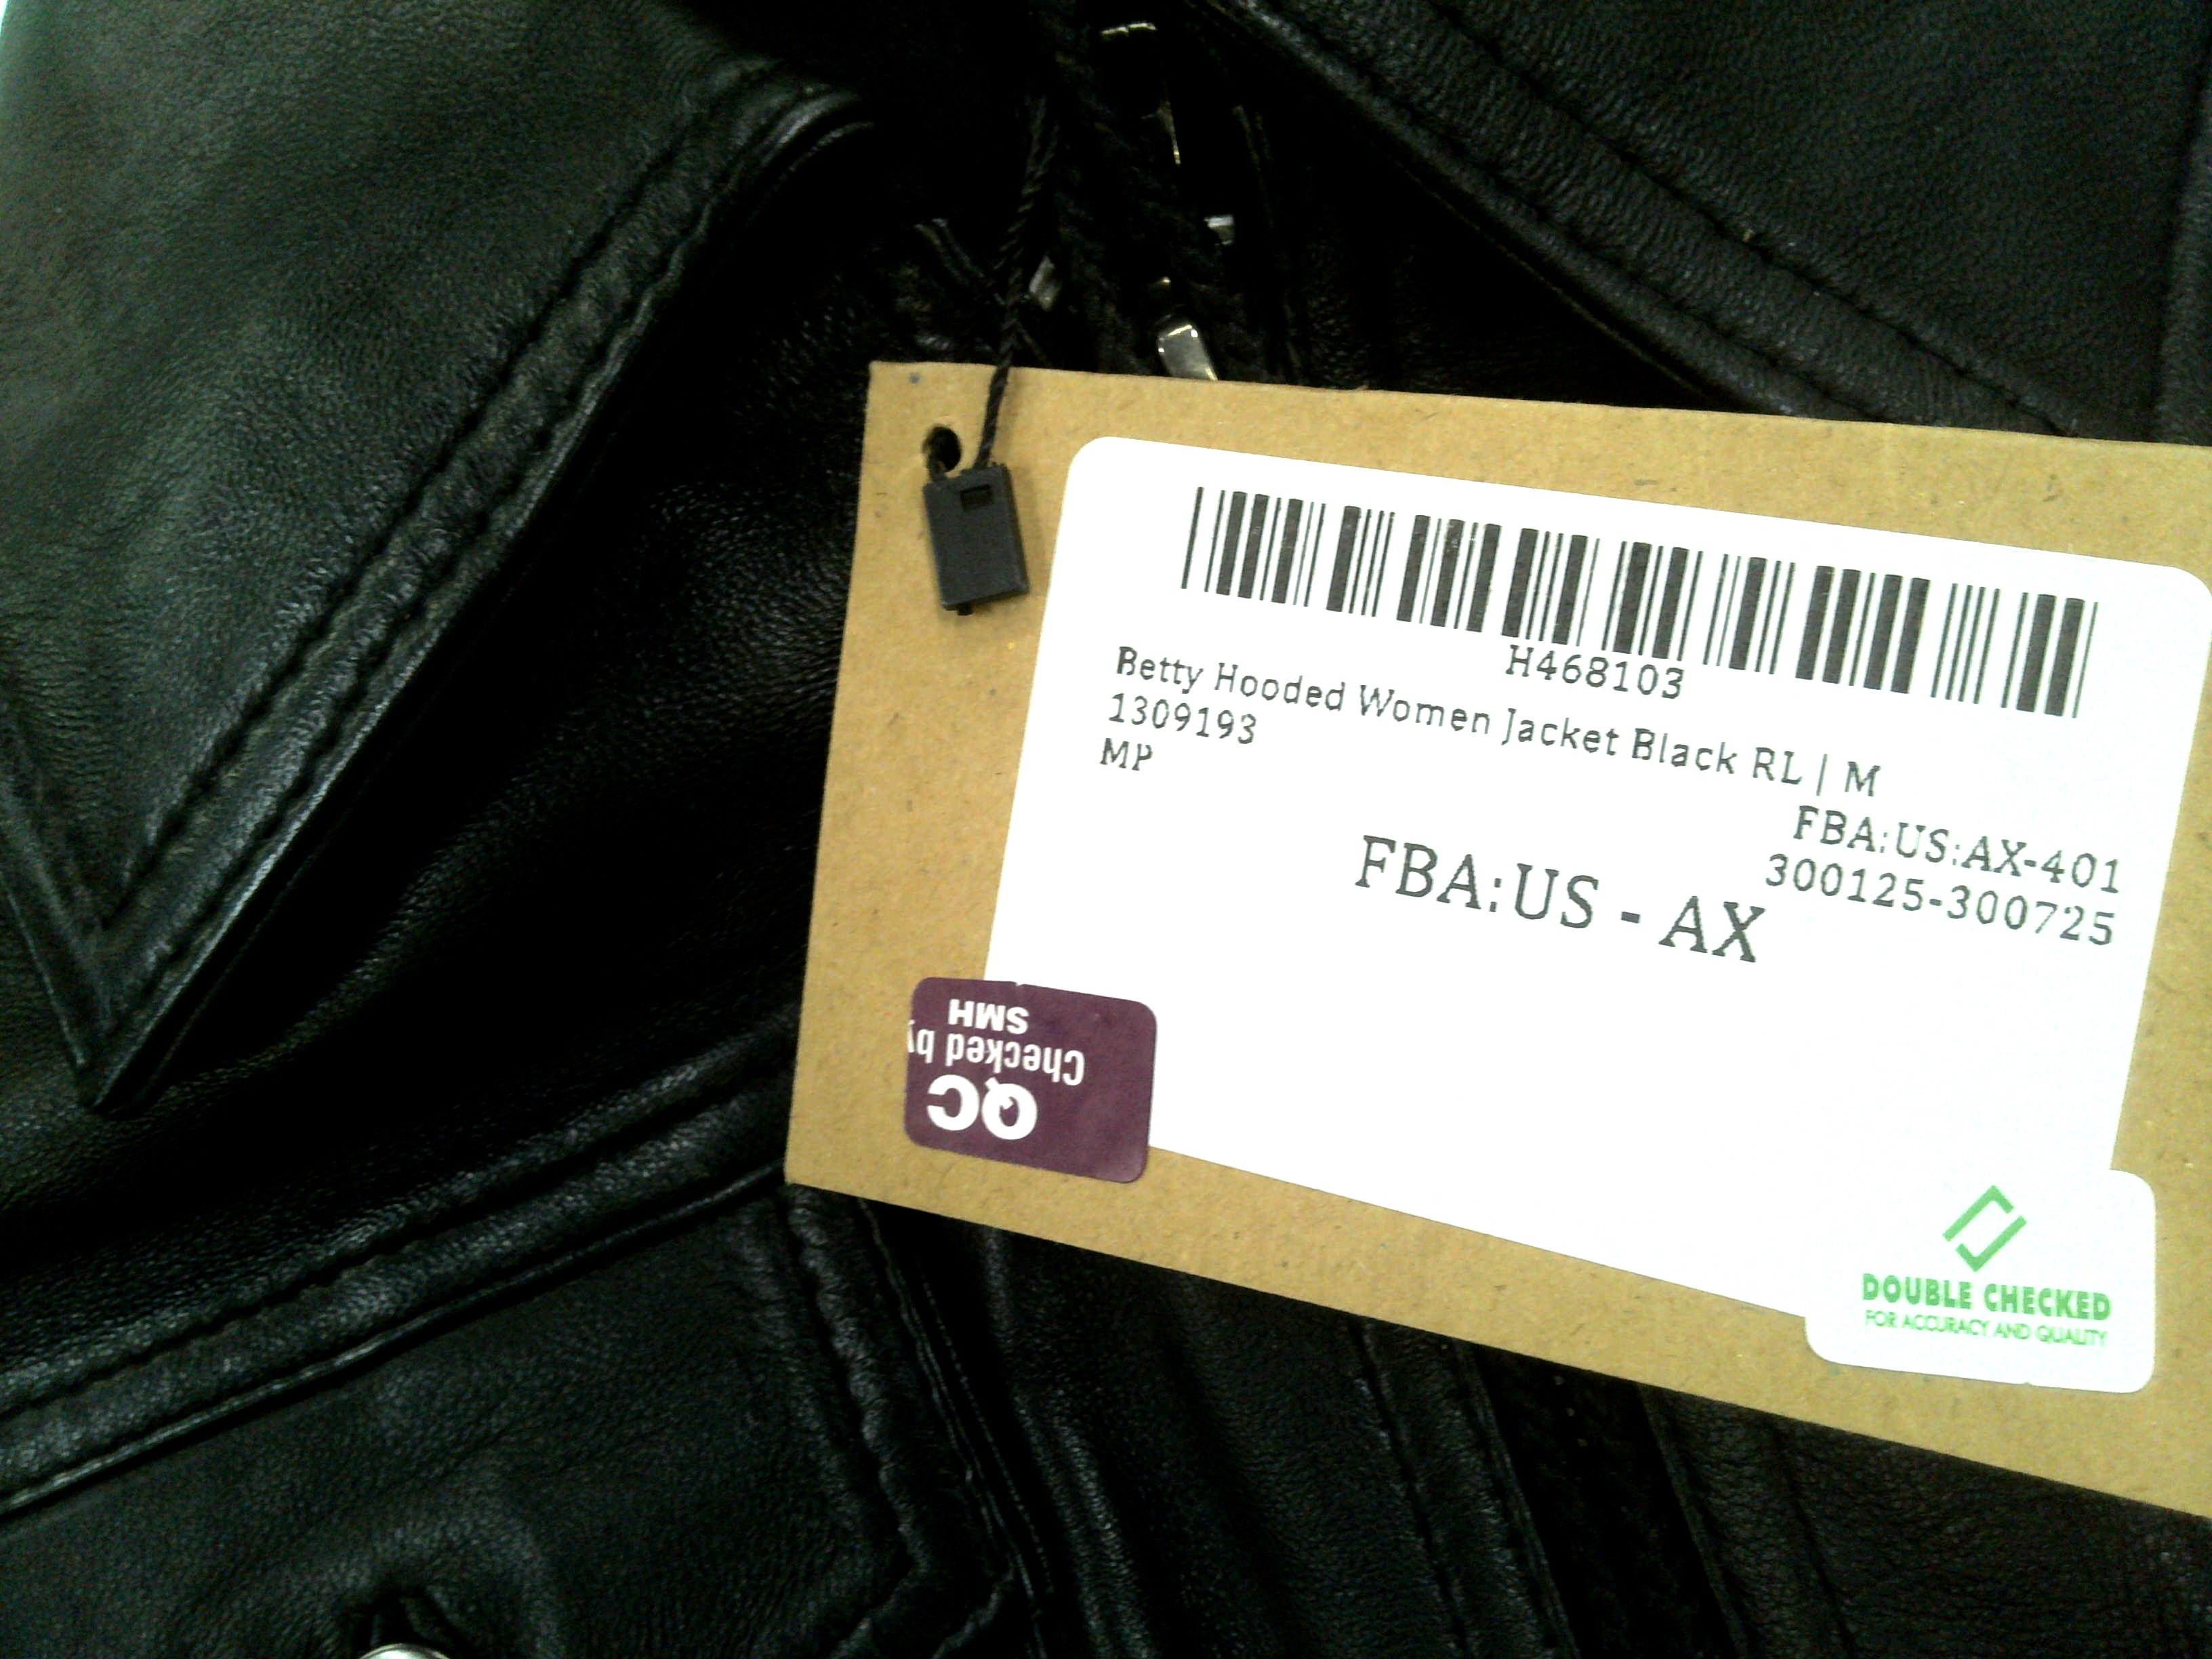 H468103
Betty Hooded Women Jacket Black RL | M
1309193
MP
FBA:US:AX-401
300125-300725
FBA:US - AX
QC
Checked by
SMH
DOUBLE CHECKED
FOR ACCURACY AND QUALITY